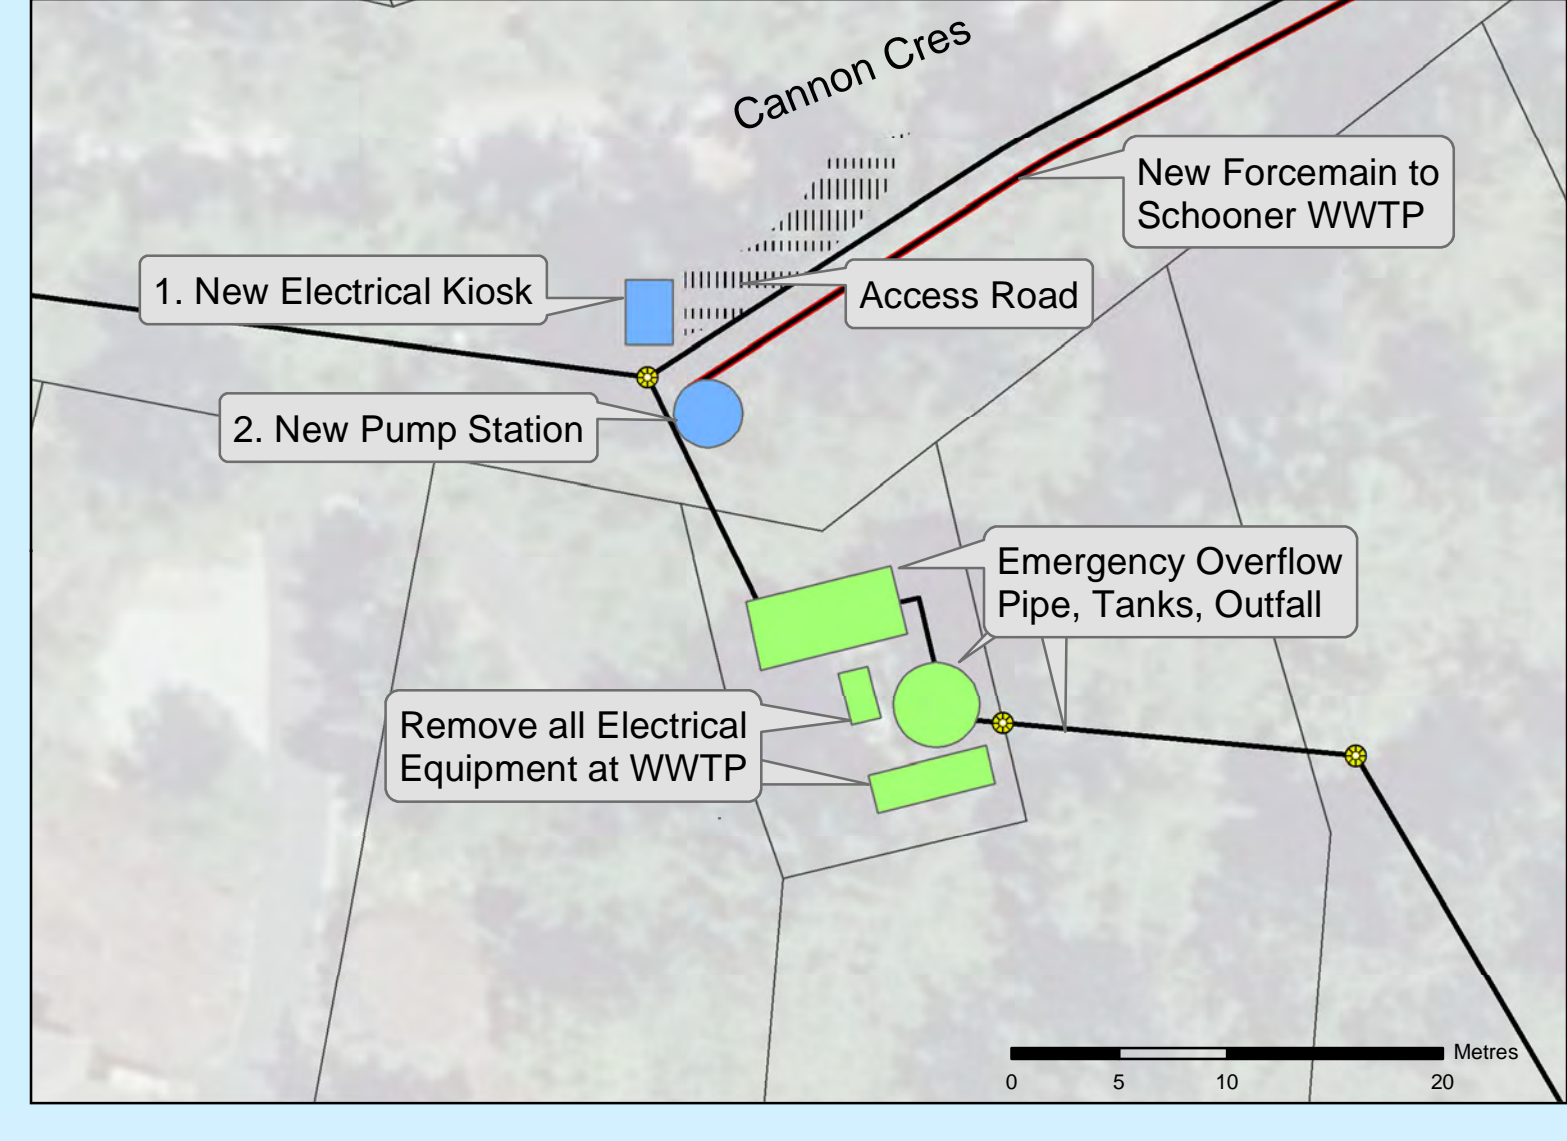 Cannon Cres
New Forcemain to
Schooner WWTP
1. New Electrical Kiosk
Access Road
2. New Pump Station
Emergency Overflow
Pipe, Tanks, Outfall
Remove all Electrical
Equipment at WWTP
Metres
0 5 10 20